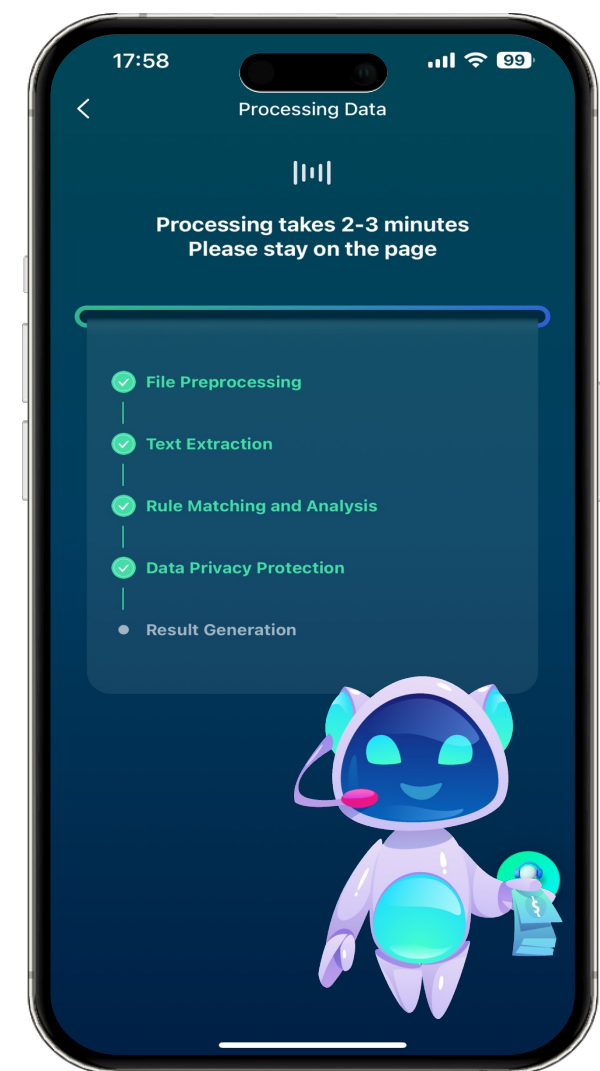 17:58
99
Processing Data
Processing takes 2-3 minutes
Please stay on the page
File Preprocessing
Text Extraction
Rule Matching and Analysis
Data Privacy Protection
Result Generation